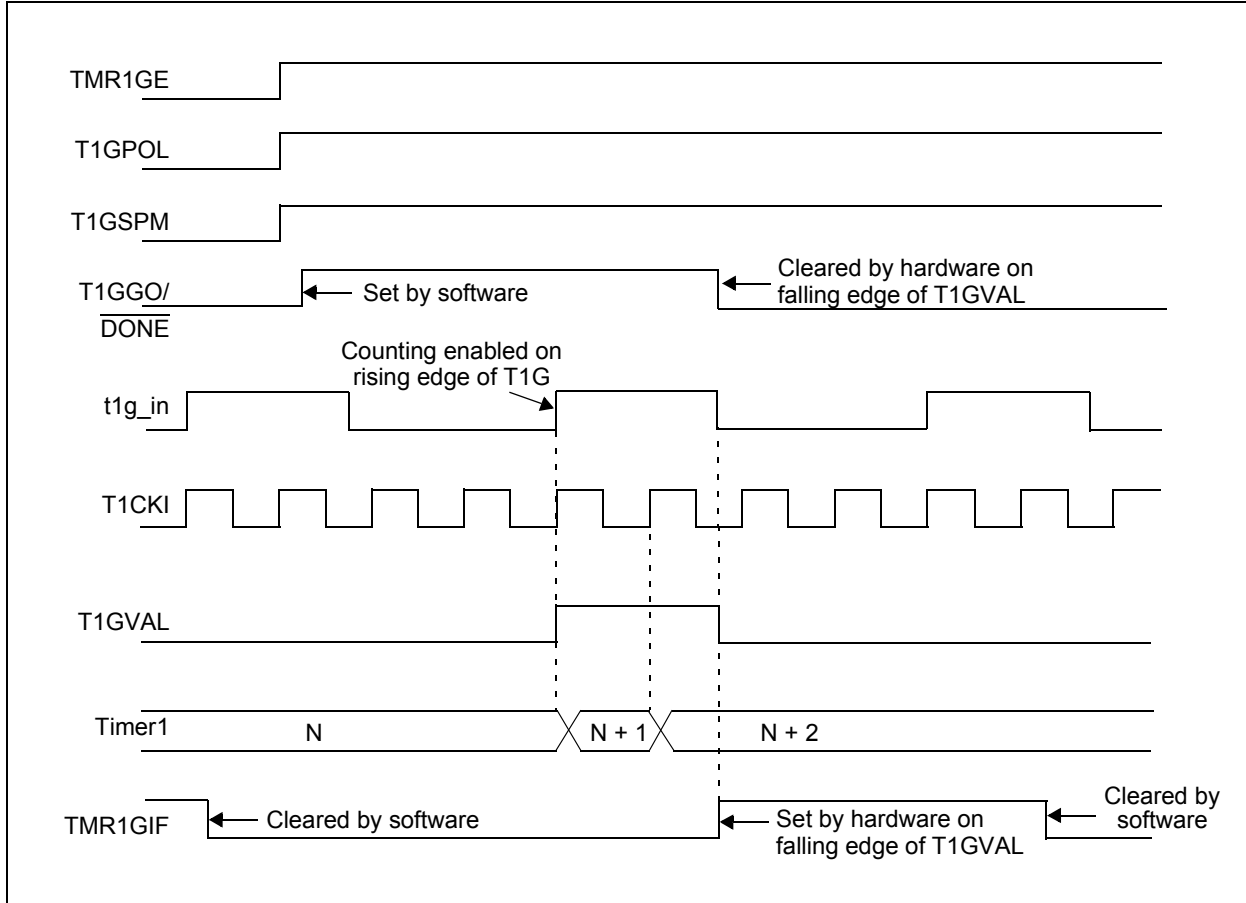 TMR1GE
T1GPOL
T1GSPM
T1GGO/
DONE
Set by software
Cleared by hardware on
falling edge of T1GVAL
Counting enabled on
rising edge of T1G
t1g_in
T1CKI
T1GVAL
Timer1
N
N + 1
N + 2
TMR1GIF
Cleared by software
Set by hardware on
falling edge of T1GVAL
Cleared by
software